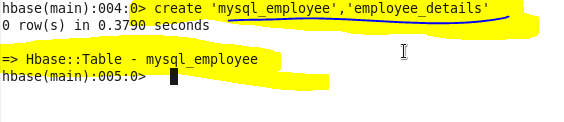 hbase(main):004:0> create 'mysql_employee','employee_details'
0 row(s) in 0.3790 seconds
=> Hbase::Table - mysql_employee
hbase(main):005:0>